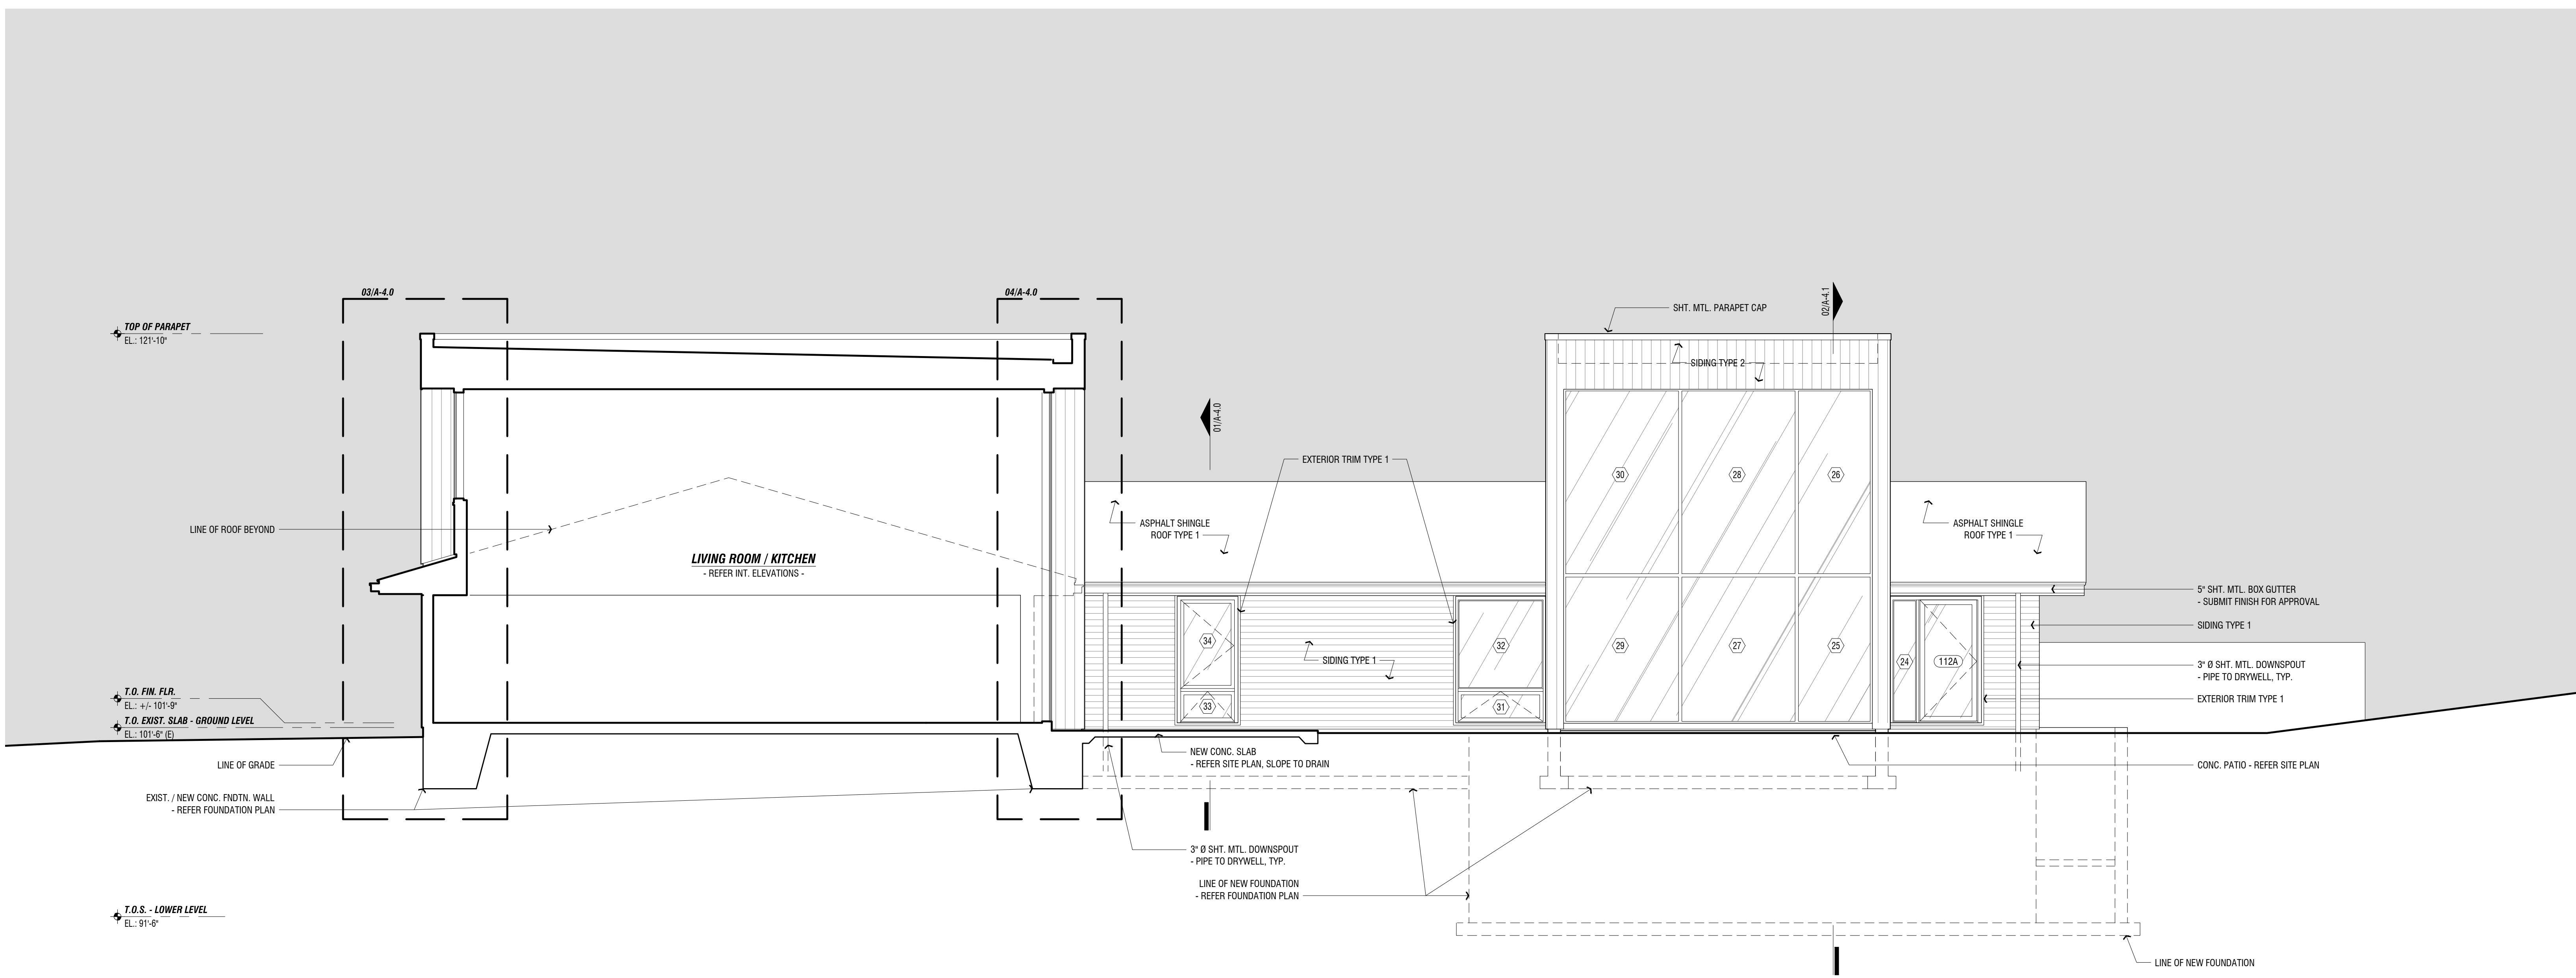 03/A-4.0
04/A-4.0
02/A-4.1
SHT. MTL. PARAPET CAP
TOP OF PARAPET
EL.: 121'-10"
SIDING TYPE 2
01/A-4.0
EXTERIOR TRIM TYPE 1
30
28
26
LINE OF ROOF BEYOND
ASPHALT SHINGLE
ROOF TYPE 1
ASPHALT SHINGLE
ROOF TYPE 1
LIVING ROOM / KITCHEN
- REFER INT. ELEVATIONS -
5" SHT. MTL. BOX GUTTER
- SUBMIT FINISH FOR APPROVAL
SIDING TYPE 1
34
32
29
27
25
SIDING TYPE 1
24
112A
3" Ø SHT. MTL. DOWNSPOUT
- PIPE TO DRYWELL, TYP.
T.O. FIN. FLR.
EL.: +/- 101'-9"
EXTERIOR TRIM TYPE 1
33
31
T.O. EXIST. SLAB - GROUND LEVEL
EL.: 101'-6" (E)
NEW CONC. SLAB
- REFER SITE PLAN, SLOPE TO DRAIN
LINE OF GRADE
CONC. PATIO - REFER SITE PLAN
EXIST. / NEW CONC. FNDTN. WALL
- REFER FOUNDATION PLAN
3" Ø SHT. MTL. DOWNSPOUT
- PIPE TO DRYWELL, TYP.
LINE OF NEW FOUNDATION
- REFER FOUNDATION PLAN
T.O.S. - LOWER LEVEL
EL.: 91'-6"
LINE OF NEW FOUNDATION